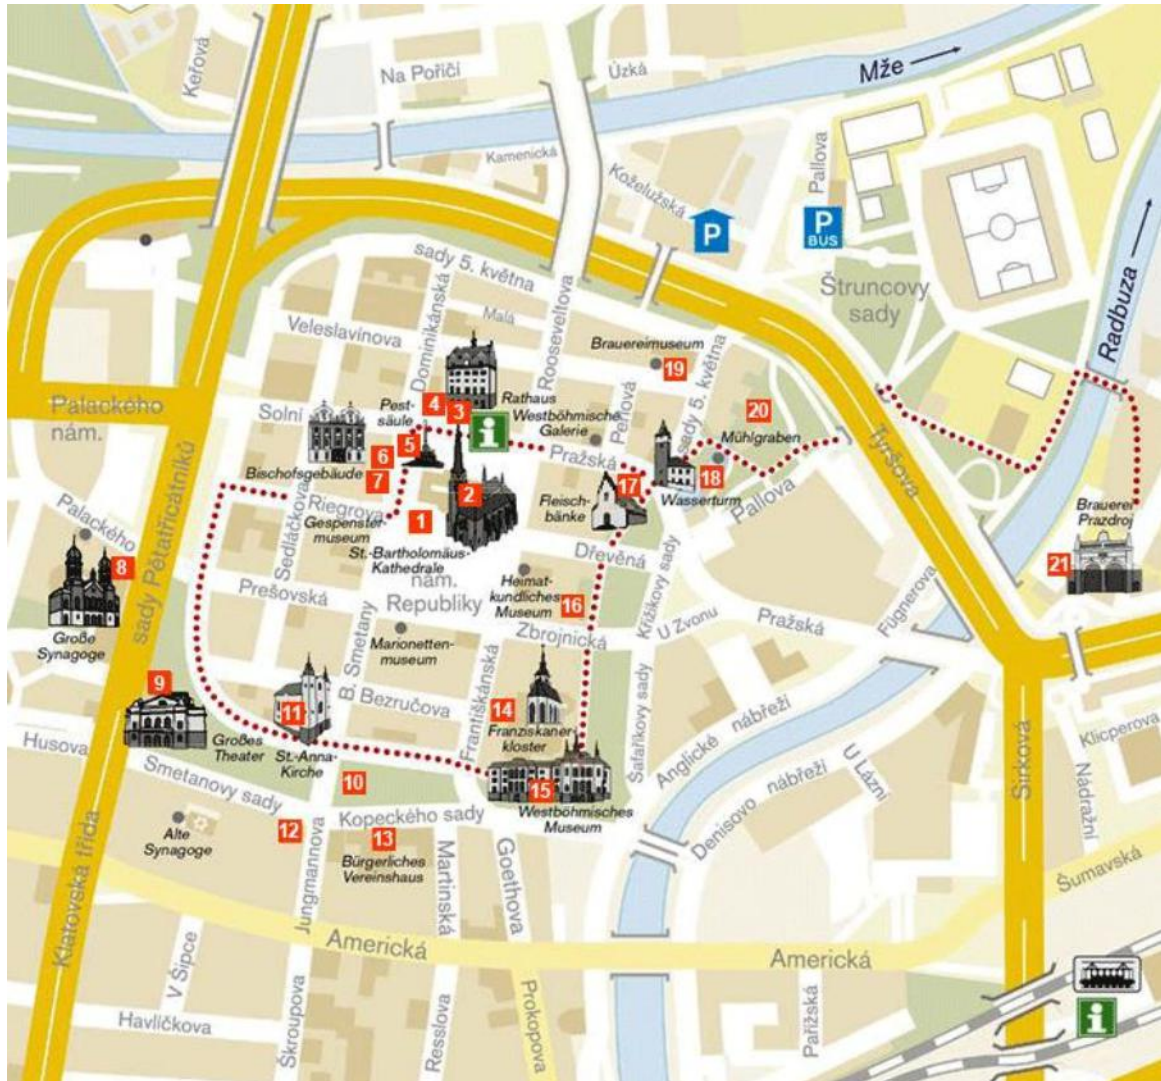 Mže
Na Poříčí
Úzká
Keřová
Kamenická
Pallova
Koželužská
P
P
BUS
sady 5. května
Štruncovy
sady
Radbuza
Malá
Veleslavínova
Dominikánská
Rooseveltova
Brauereimuseum
19
sady 5. května
Palackého
nám.
Solní
Pest-
säule
4
3
Rathaus
Westböhmische
Galerie
Perlová
20
Mühlgraben
Tyršova
i
5
6
7
Bischofsgebäude
Pražská
17
18
Wasserturm
Riegrova
Gespenster-
museum
2
1
Fleisch-
bänke
Pallova
Brauerei
Prazdroj
21
Sedláčkova
St.-Bartholomäus-
Kathedrale
Dřevěná
Palackého
8
sady Pětatřicátníků
nám.
Republiky
Heimat-
kundliches
Museum
16
Křižíkovy sady
U Zvonu
Pražská
Fügnerova
Prešovská
Große
Synagoge
Marionetten-
museum
Zbrojnická
B. Smetany
Bezručova
Františkánská
9
11
14
Franziskaner-
kloster
Šafaříkovy sady
Anglické nábřeží
Großes
Theater
St.-Anna-
Kirche
Husova
Smetanovy sady
10
15
Westböhmisches
Museum
Denisovo nábřeží
U Lázní
Sirková
Klicperova
Nádražní
Alte
Synagoge
12
Kopeckého sady
13
Bürgerliches
Vereinshaus
Jungmannova
Martinská
Goethova
Šumavská
Klatovská třída
Americká
Americká
V Šipce
Havlíčkova
Škroupova
Resslova
Prokopova
Pařížská
i